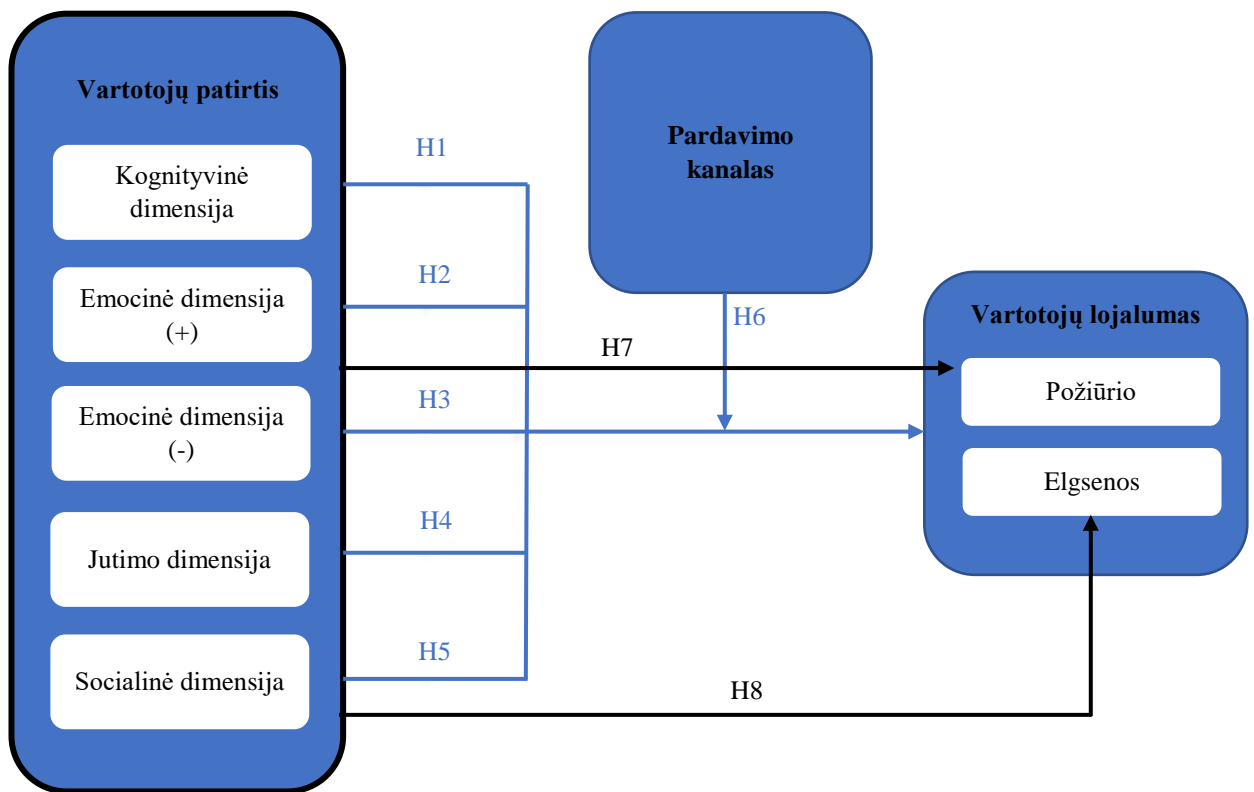 Vartotojų patirtis
Kognityvinė
dimensija
Emocinė dimensija
(+)
Emocinė dimensija
(-)
Jutimo dimensija
Socialinė dimensija
H1
H2
H3
H4
H5
Pardavimo
kanalas
H6
H7
H8
Vartotojų lojalumas
Požiūrio
Elgsenos